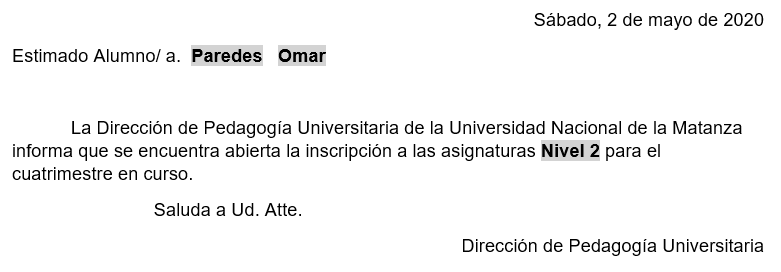 Sábado, 2 de mayo de 2020
Estimado Alumno/ a. Paredes Omar
La Dirección de Pedagogía Universitaria de la Universidad Nacional de la Matanza
informa que se encuentra abierta la inscripción a las asignaturas Nivel 2 para el
cuatrimestre en curso.
Saluda a Ud. Atte.
Dirección de Pedagogía Universitaria